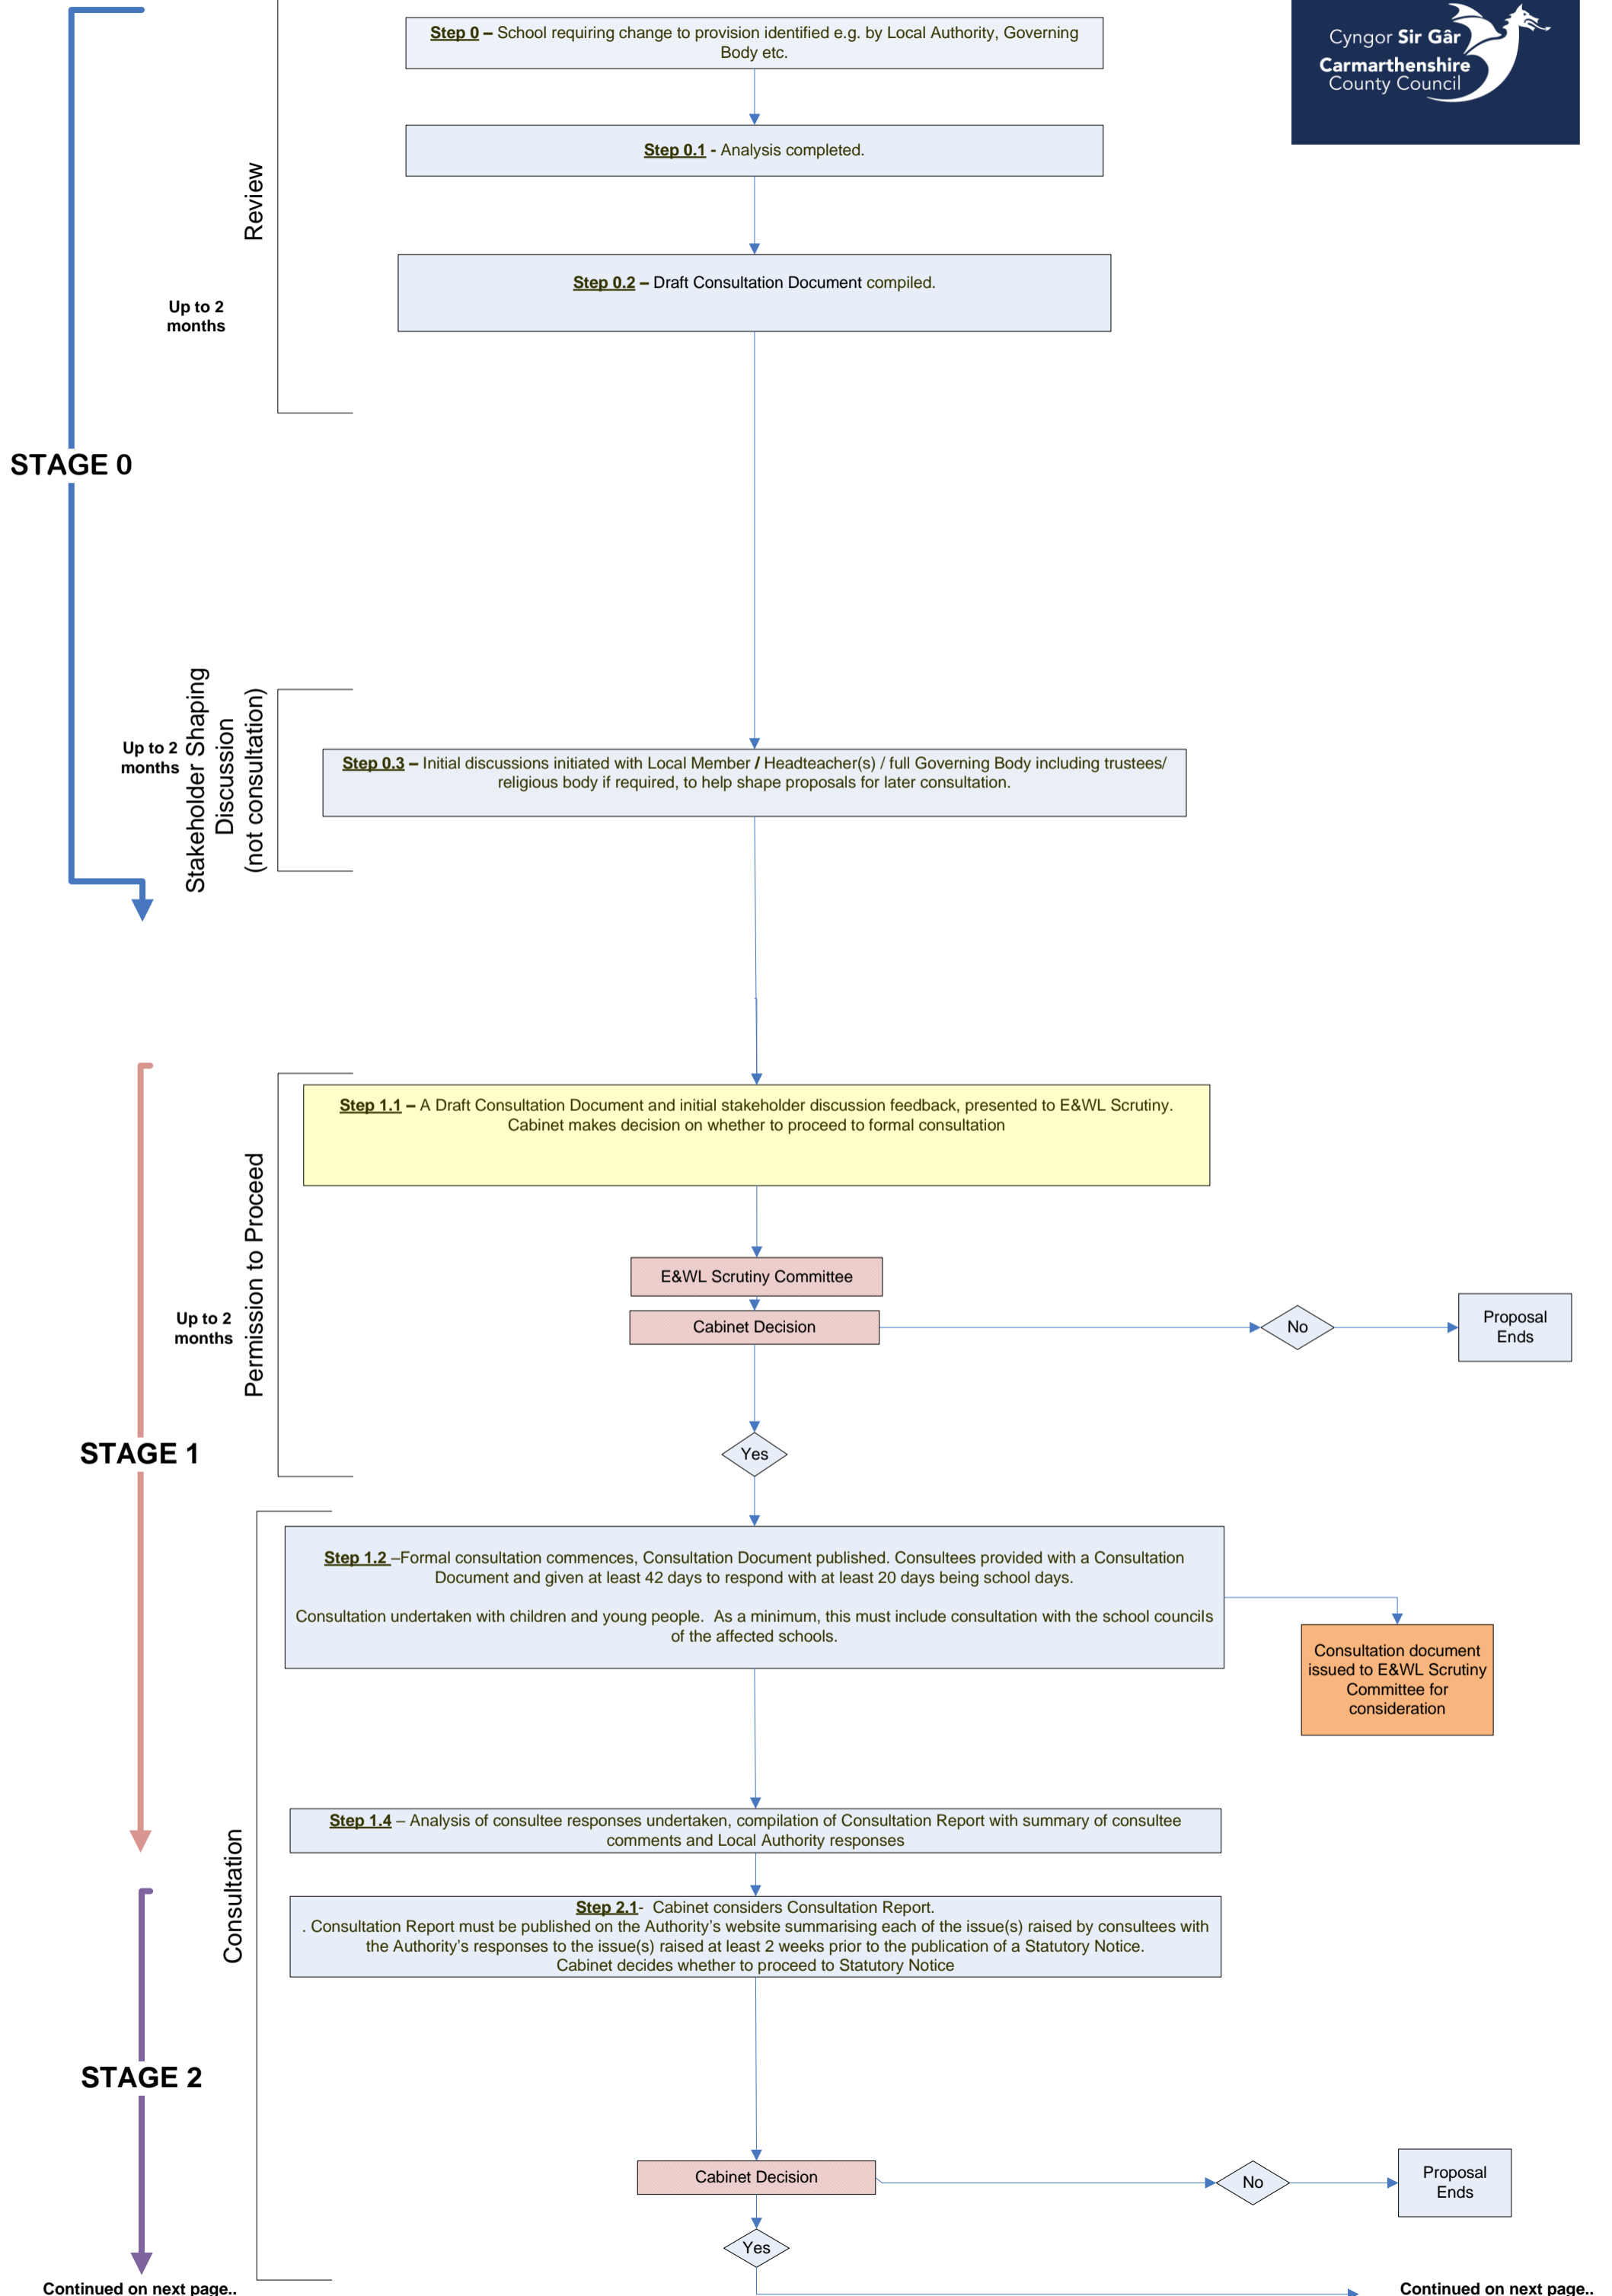 Cyngor Sir Gâr
Carmarthenshire
County Council
Step 0 – School requiring change to provision identified e.g. by Local Authority, Governing
Body etc.
Step 0.1 - Analysis completed.
Review
Step 0.2 – Draft Consultation Document compiled.
Up to 2
months
STAGE 0
Stakeholder Shaping
Discussion
(not consultation)
Up to 2
months
Step 0.3 – Initial discussions initiated with Local Member / Headteacher(s) / full Governing Body including trustees/
religious body if required, to help shape proposals for later consultation.
Step 1.1 – A Draft Consultation Document and initial stakeholder discussion feedback, presented to E&WL Scrutiny.
Cabinet makes decision on whether to proceed to formal consultation
Permission to Proceed
E&WL Scrutiny Committee
Up to 2
months
Cabinet Decision
No
Proposal
Ends
STAGE 1
Yes
Step 1.2 –Formal consultation commences, Consultation Document published. Consultees provided with a Consultation
Document and given at least 42 days to respond with at least 20 days being school days.
Consultation undertaken with children and young people. As a minimum, this must include consultation with the school councils
of the affected schools.
Consultation document
issued to E&WL Scrutiny
Committee for
consideration
Step 1.4 – Analysis of consultee responses undertaken, compilation of Consultation Report with summary of consultee
comments and Local Authority responses
Consultation
Step 2.1- Cabinet considers Consultation Report.
. Consultation Report must be published on the Authority’s website summarising each of the issue(s) raised by consultees with
the Authority’s responses to the issue(s) raised at least 2 weeks prior to the publication of a Statutory Notice.
Cabinet decides whether to proceed to Statutory Notice
STAGE 2
Cabinet Decision
No
Proposal
Ends
Yes
Continued on next page..
Continued on next page..